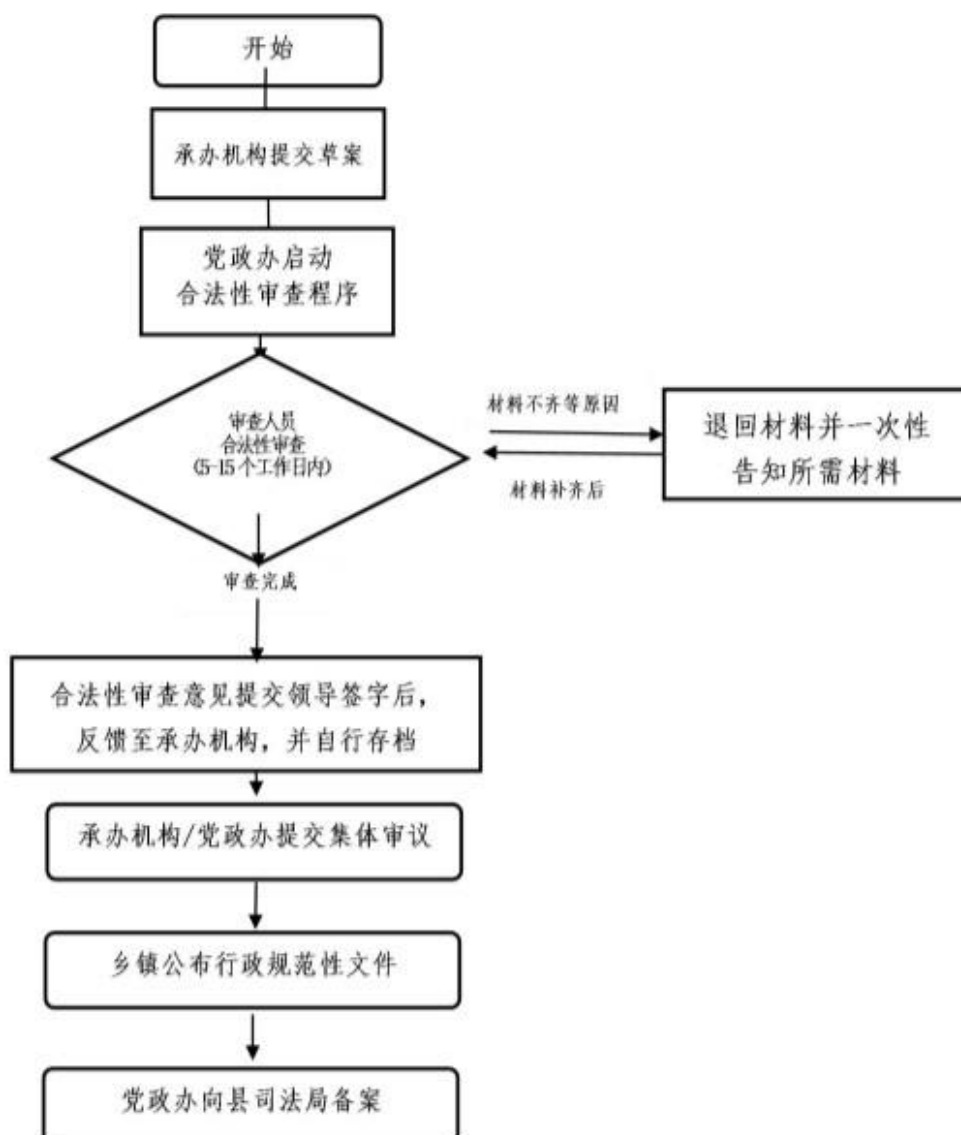 开始
承办机构提交草案
党政办启动
合法性审查程序
审查人员
合法性审查
（5-15个工作日内）
材料不齐等原因
材料补齐后
退回材料并一次性
告知所需材料
审查完成
合法性审查意见提交领导签字后，
反馈至承办机构，并自行存档
承办机构/党政办提交集体审议
乡镇公布行政规范性文件
党政办向县司法局备案